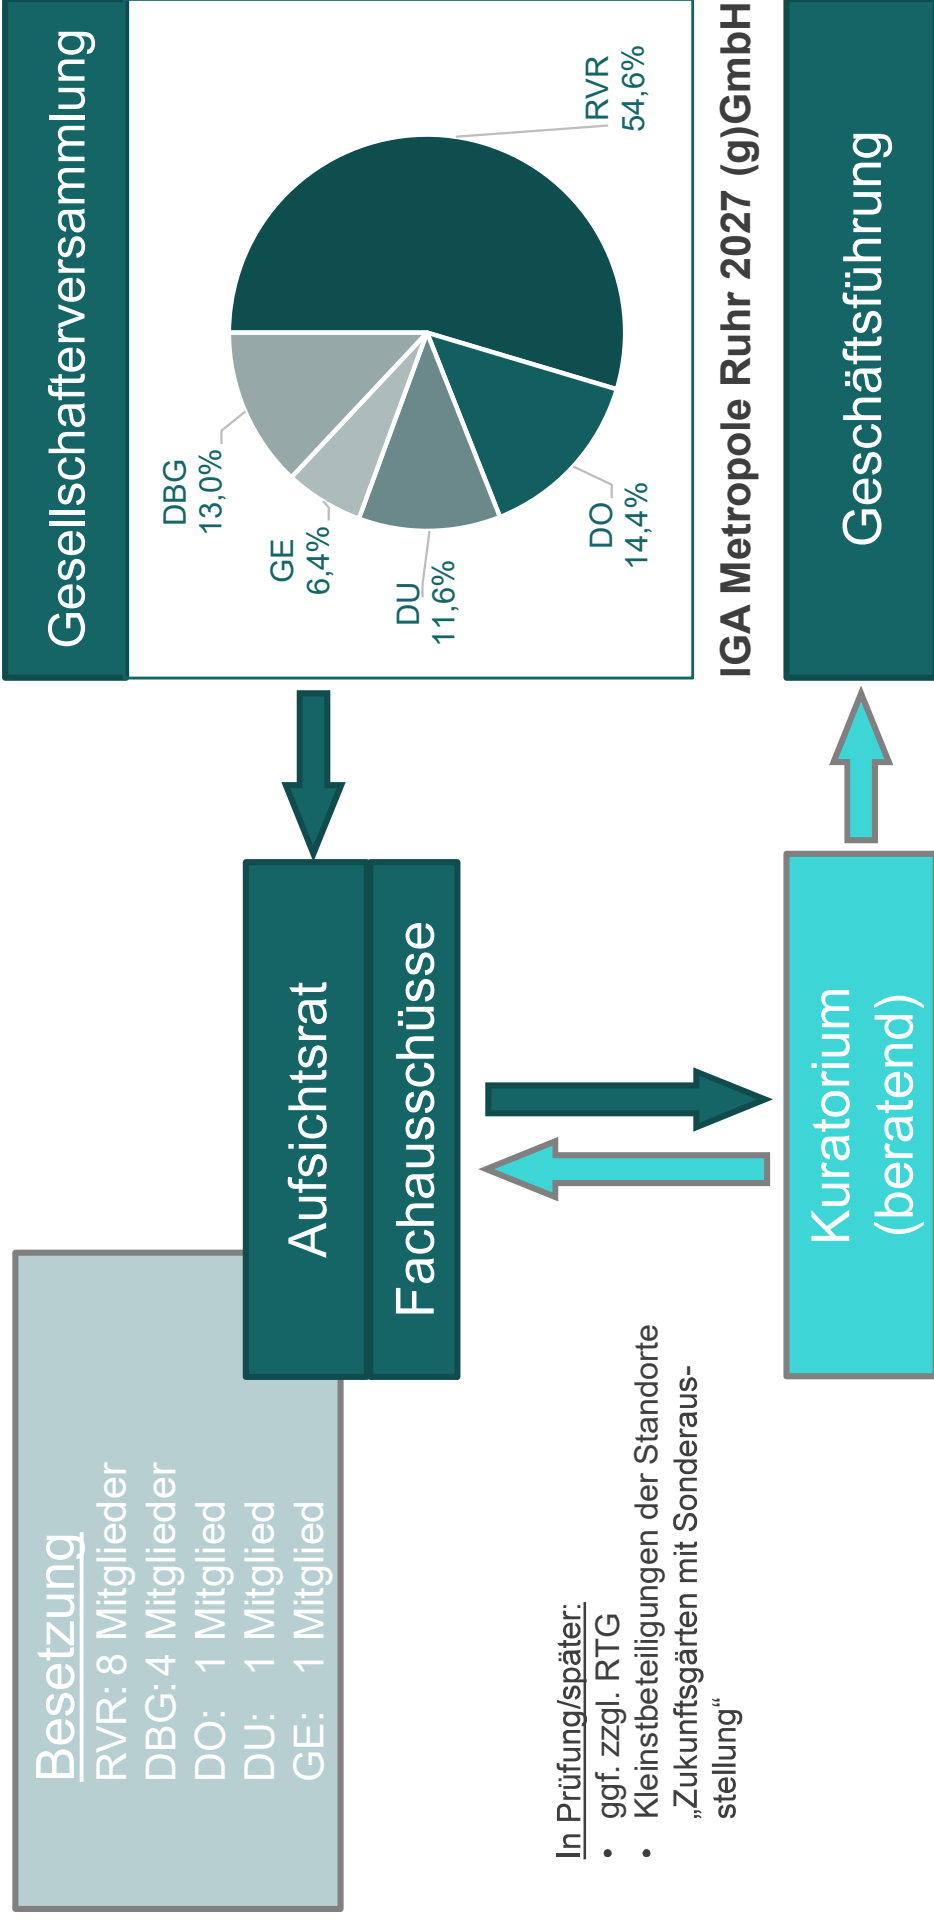 Besetzung
RVR: 8 Mitglieder
DBG: 4 Mitglieder
DO: 1 Mitglied
DU: 1 Mitglied
GE: 1 Mitglied
Aufsichtsrat
Fachausschüsse
Gesellschafterversammlung
DBG
13,0%
GE
6,4%
DU
11,6%
DO
14,4%
RVR
54,6%
IGA Metropole Ruhr 2027 (g)GmbH
In Prüfung/später:
• ggf. zzgl. RTG
• Kleinstbeteiligungen der Standorte
„Zukunftsgärten mit Sonderaus-
stellung“
Kuratorium
(beratend)
Geschäftsführung